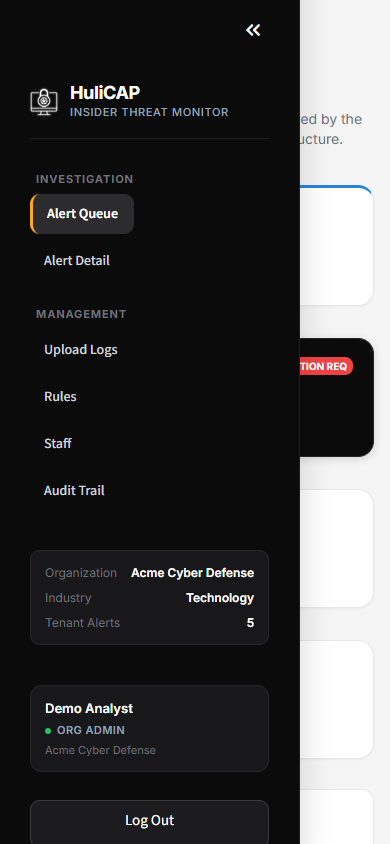 HuliCAP
INSIDER THREAT MONITOR
INVESTIGATION
Alert Queue
Alert Detail
MANAGEMENT
Upload Logs
Rules
Staff
Audit Trail
Organization Acme Cyber Defense
Industry Technology
Tenant Alerts 5
Demo Analyst
ORG ADMIN
Acme Cyber Defense
Log Out
ed by the
ucture.
TION REQ